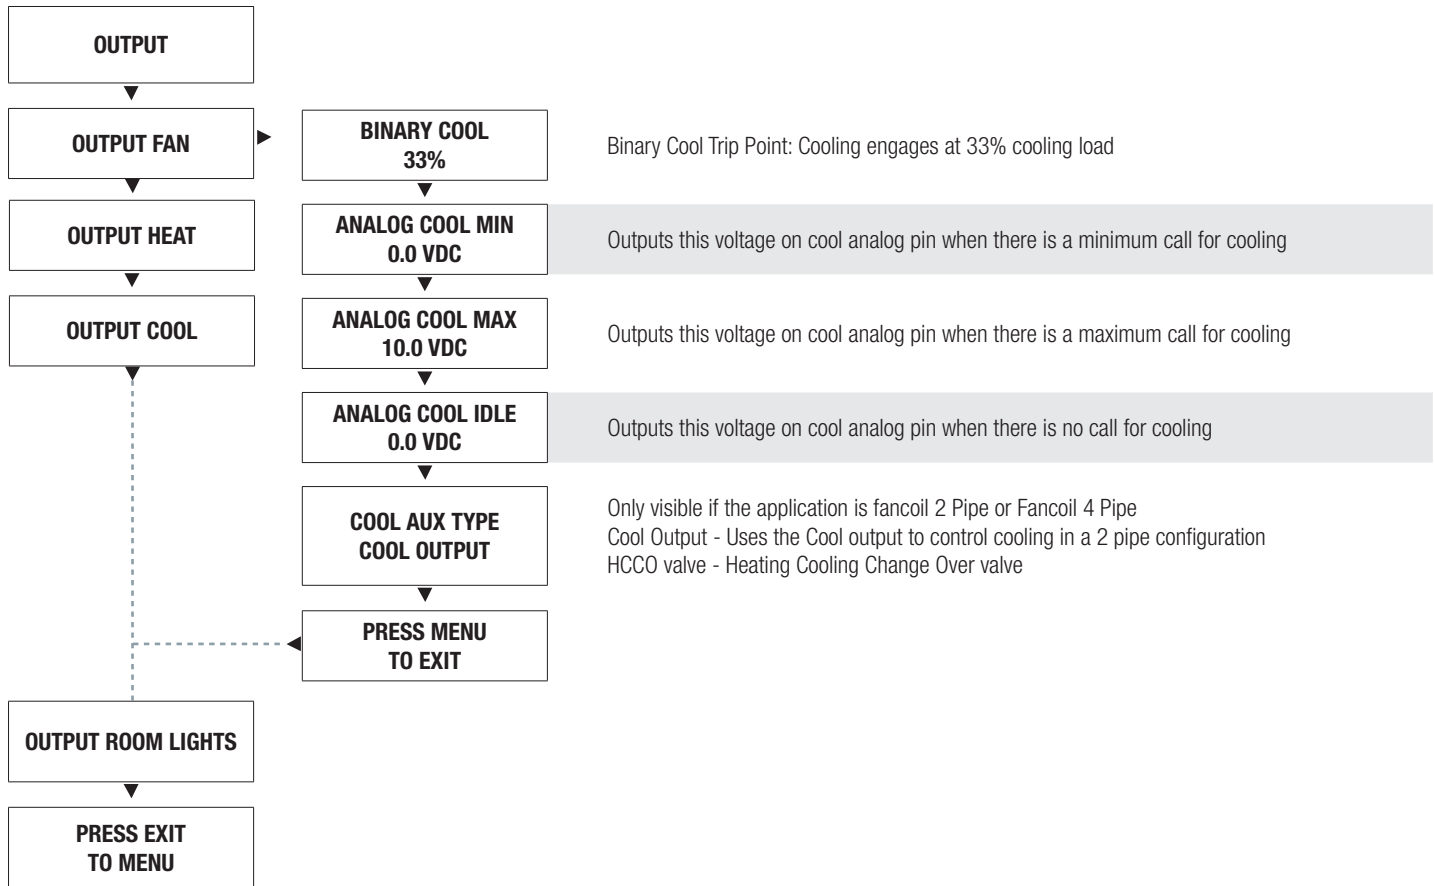 OUTPUT
OUTPUT FAN
BINARY COOL
33%
Binary Cool Trip Point: Cooling engages at 33% cooling load
OUTPUT HEAT
ANALOG COOL MIN
0.0 VDC
Outputs this voltage on cool analog pin when there is a minimum call for cooling
OUTPUT COOL
ANALOG COOL MAX
10.0 VDC
Outputs this voltage on cool analog pin when there is a maximum call for cooling
ANALOG COOL IDLE
0.0 VDC
Outputs this voltage on cool analog pin when there is no call for cooling
COOL AUX TYPE
COOL OUTPUT
Only visible if the application is fancoil 2 Pipe or Fancoil 4 Pipe
Cool Output - Uses the Cool output to control cooling in a 2 pipe configuration
HCCO valve - Heating Cooling Change Over valve
PRESS MENU
TO EXIT
OUTPUT ROOM LIGHTS
PRESS EXIT
TO MENU